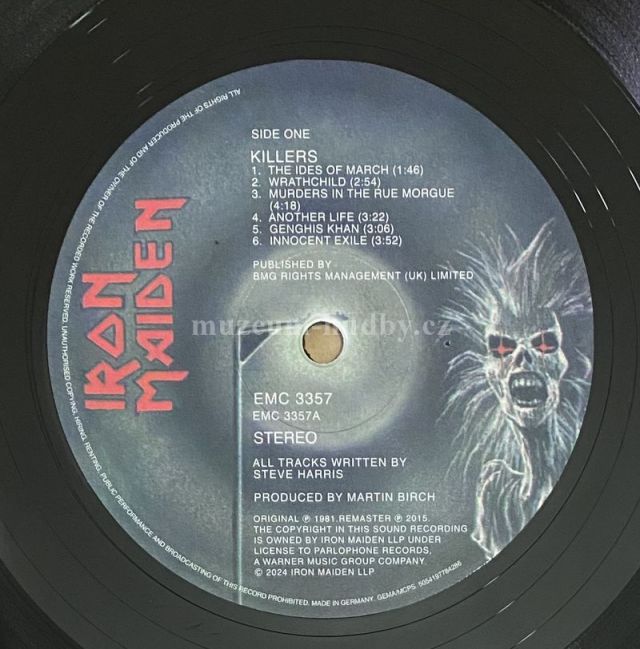 SIDE ONE
KILLERS
1. THE IDES OF MARCH (1:46)
2. WRATHCHILD (2:54)
3. MURDERS IN THE RUE MORGUE
(4:18)
4. ANOTHER LIFE (3:22)
5. GENGHIS KHAN (3:06)
6. INNOCENT EXILE (3:52)
PUBLISHED BY
BMG RIGHTS MANAGEMENT (UK) LIMITED
IRON
MAIDEN
muzeum-hudby.cz
EMC 3357
EMC 3357A
STEREO
ALL TRACKS WRITTEN BY
STEVE HARRIS
PRODUCED BY MARTIN BIRCH
ORIGINAL ℗ 1981.REMASTER ℗ 2015.
THE COPYRIGHT IN THIS SOUND RECORDING
IS OWNED BY IRON MAIDEN LLP UNDER
LICENSE TO PARLOPHONE RECORDS,
A WARNER MUSIC GROUP COMPANY
© 2024 IRON MAIDEN LLP
ALL RIGHTS OF THE PRODUCER AND OF THE OWNER OF THE RECORDED WORK RESERVED. UNAUTHORISED COPYING, HIRING, RENTING, PUBLIC PERFORMANCE AND BROADCASTING OF THIS RECORD PROHIBITED. MADE IN GERMANY. GEMA/MCPS 5054197784286